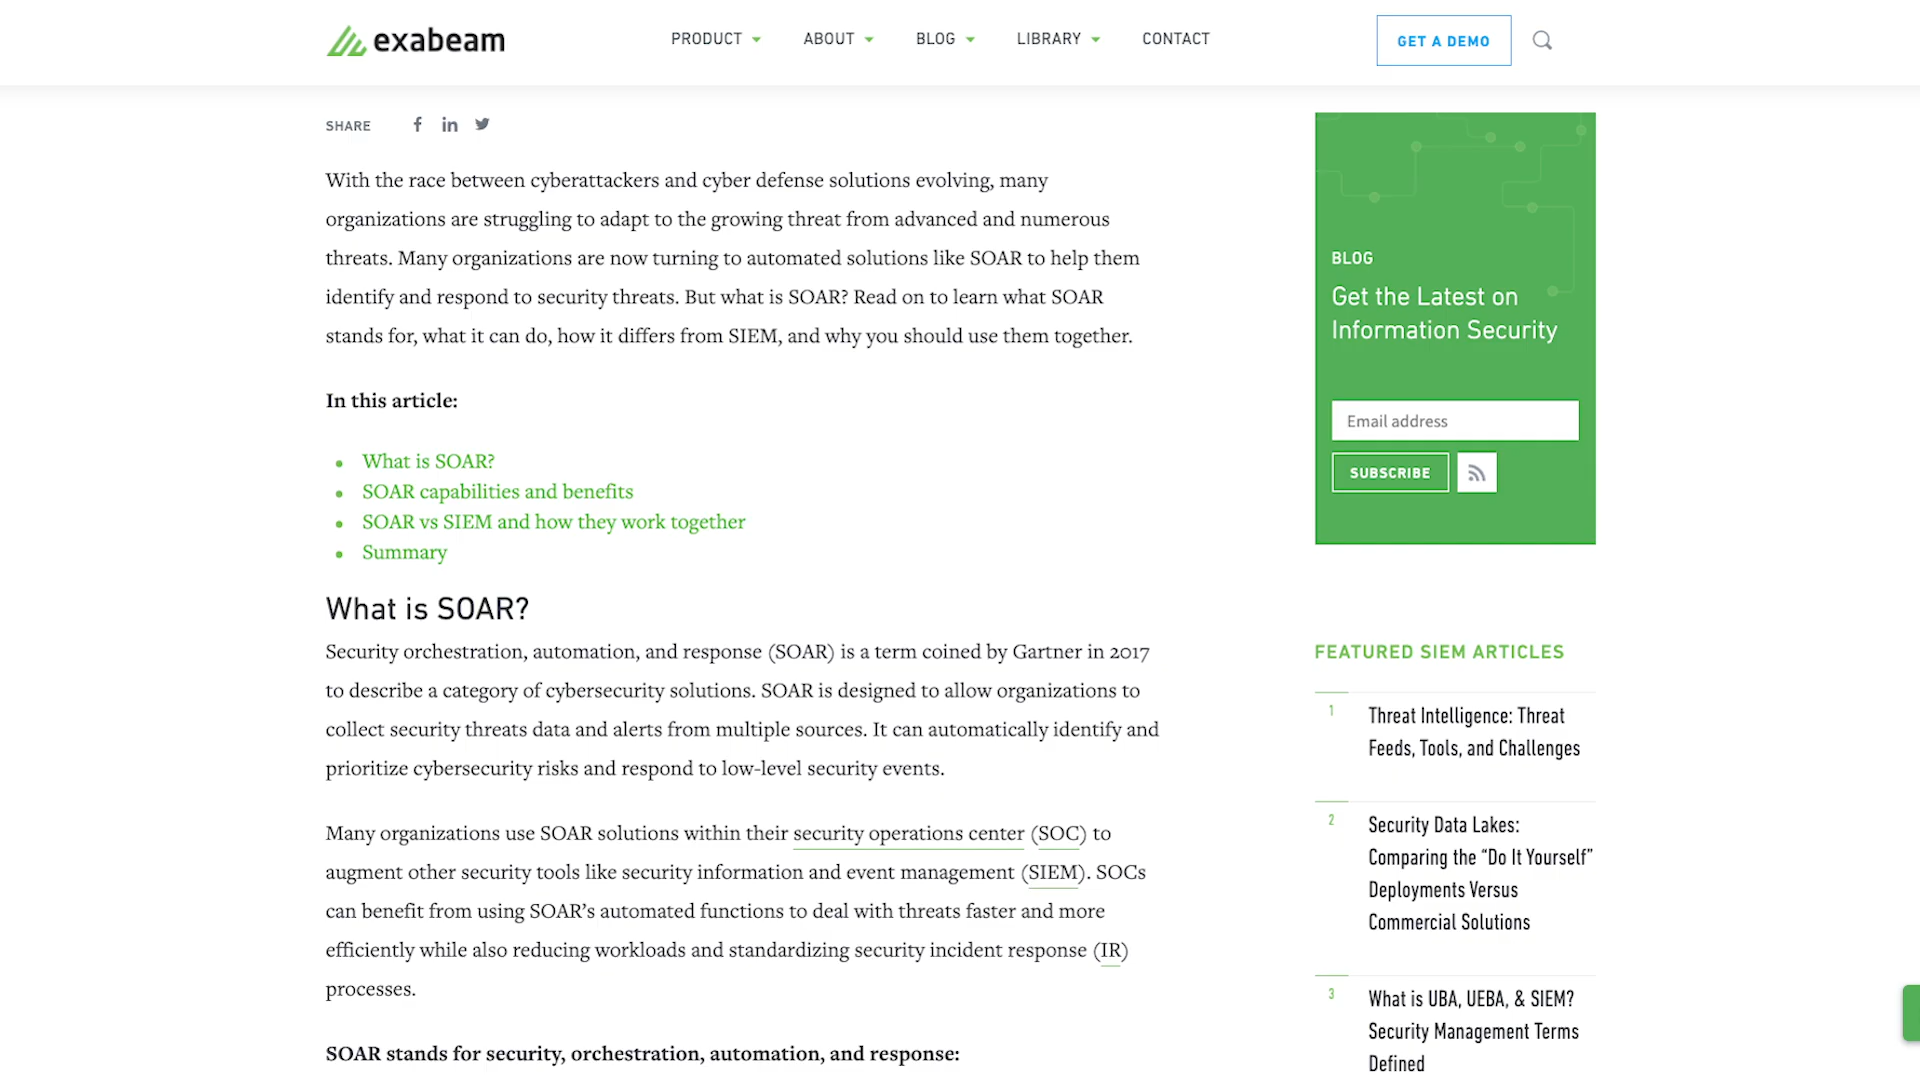 exabeam
PRODUCT
ABOUT
BLOG
LIBRARY
CONTACT
GET A DEMO
SHARE
With the race between cyberattackers and cyber defense solutions evolving, many
organizations are struggling to adapt to the growing threat from advanced and numerous
threats. Many organizations are now turning to automated solutions like SOAR to help them
identify and respond to security threats. But what is SOAR? Read on to learn what SOAR
stands for, what it can do, how it differs from SIEM, and why you should use them together.
In this article:
What is SOAR?
SOAR capabilities and benefits
SOAR vs SIEM and how they work together
Summary
What is SOAR?
Security orchestration, automation, and response (SOAR) is a term coined by Gartner in 2017
to describe a category of cybersecurity solutions. SOAR is designed to allow organizations to
collect security threats data and alerts from multiple sources. It can automatically identify and
prioritize cybersecurity risks and respond to low-level security events.
Many organizations use SOAR solutions within their security operations center (SOC) to
augment other security tools like security information and event management (SIEM). SOCs
can benefit from using SOAR’s automated functions to deal with threats faster and more
efficiently while also reducing workloads and standardizing security incident response (IR)
processes.
SOAR stands for security, orchestration, automation, and response:
BLOG
Get the Latest on
Information Security
Email address
SUBSCRIBE
FEATURED SIEM ARTICLES
1
Threat Intelligence: Threat
Feeds, Tools, and Challenges
2
Security Data Lakes:
Comparing the “Do It Yourself”
Deployments Versus
Commercial Solutions
3
What is UBA, UEBA, & SIEM?
Security Management Terms
Defined